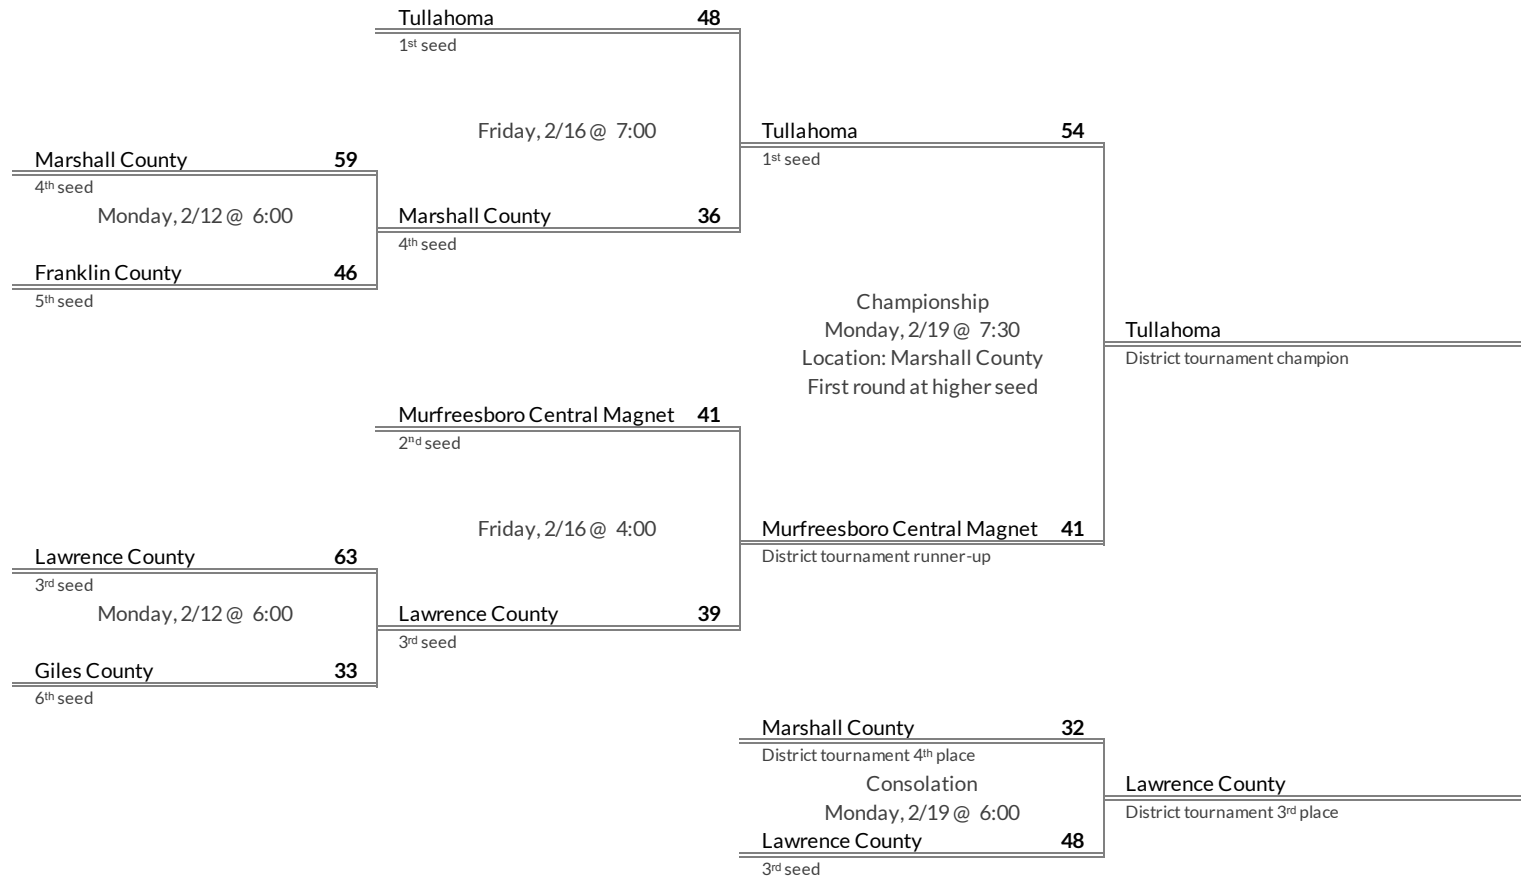 Tullahoma 48
1st seed
Friday, 2/16 @ 7:00
Tullahoma 54
1st seed
Marshall County 59
4th seed
Monday, 2/12 @ 6:00
Marshall County 36
4th seed
Franklin County 46
5th seed
Championship
Monday, 2/19 @ 7:30
Location: Marshall County
First round at higher seed
Tullahoma
District tournament champion
Murfreesboro Central Magnet 41
2nd seed
Friday, 2/16 @ 4:00
Murfreesboro Central Magnet 41
District tournament runner-up
Lawrence County 63
3rd seed
Monday, 2/12 @ 6:00
Lawrence County 39
3rd seed
Giles County 33
6th seed
Marshall County 32
District tournament 4th place
Consolation
Monday, 2/19 @ 6:00
Lawrence County
District tournament 3rd place
Lawrence County 48
3rd seed